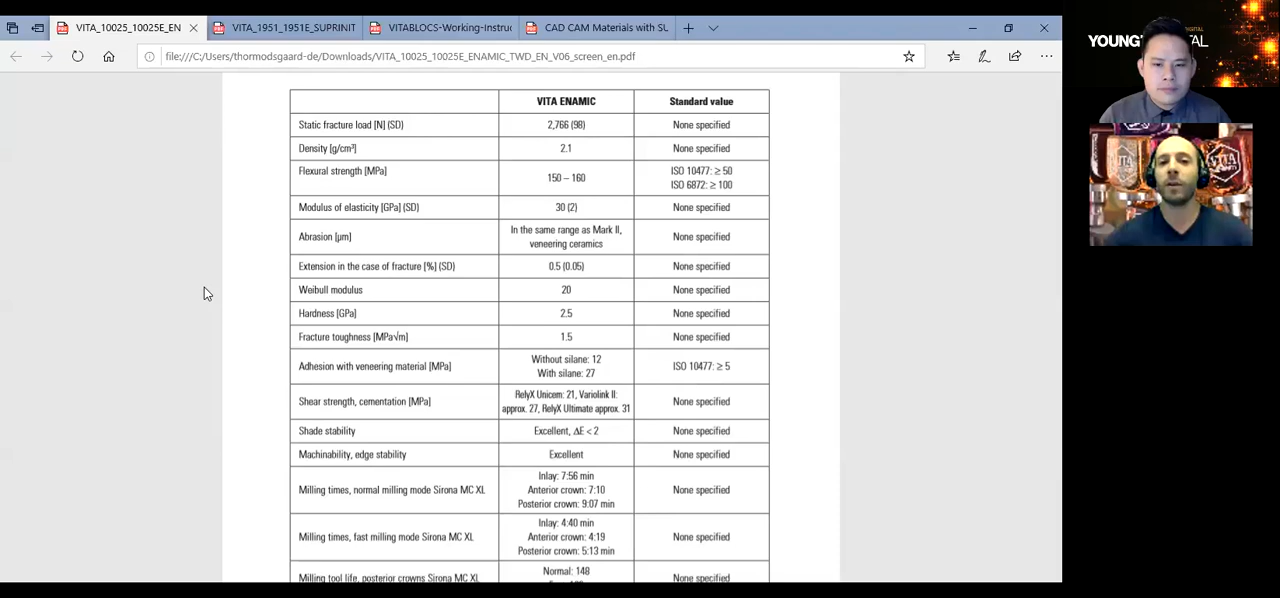 VITA_10025_10025E_EN
VITA_1951_1951E_SUPRINIT
VITABLOCS-Working-Instruc
CAD CAM Materials with SU
file:///C:/Users/thormodsgaard-de/Downloads/VITA_10025_10025E_ENAMIC_TWD_EN_V06_screen_en.pdf
VITA ENAMIC Standard value
Static fracture load [N] (SD) 2,766 (98) None specified
Density [g/cm³] 2.1 None specified
Flexural strength [MPa] 150 – 160 ISO 10477: ≥ 50
ISO 6872: ≥ 100
Modulus of elasticity [GPa] (SD) 30 (2) None specified
Abrasion [µm] In the same range as Mark II, None specified
veneering ceramics
Extension in the case of fracture [%] (SD) 0.5 (0.05) None specified
Weibull modulus 20 None specified
Hardness [GPa] 2.5 None specified
Fracture toughness [MPa√m] 1.5 None specified
Adhesion with veneering material [MPa] Without silane: 12 ISO 10477: ≥ 5
With silane: 27
Shear strength, cementation [MPa] RelyX Unicem: 21, Variolink II: None specified
approx. 27, RelyX Ultimate approx. 31
Shade stability Excellent, ΔE < 2 None specified
Machinability, edge stability Excellent None specified
Milling times, normal milling mode Sirona MC XL Inlay: 7:56 min None specified
Anterior crown: 7:10
Posterior crown: 9:07 min
Milling times, fast milling mode Sirona MC XL Inlay: 4:40 min None specified
Anterior crown: 4:19
Posterior crown: 5:13 min
Milling tool life, posterior crowns Sirona MC XL Normal: 148 None specified
YOUNG
DIGITAL
VITA
VITA